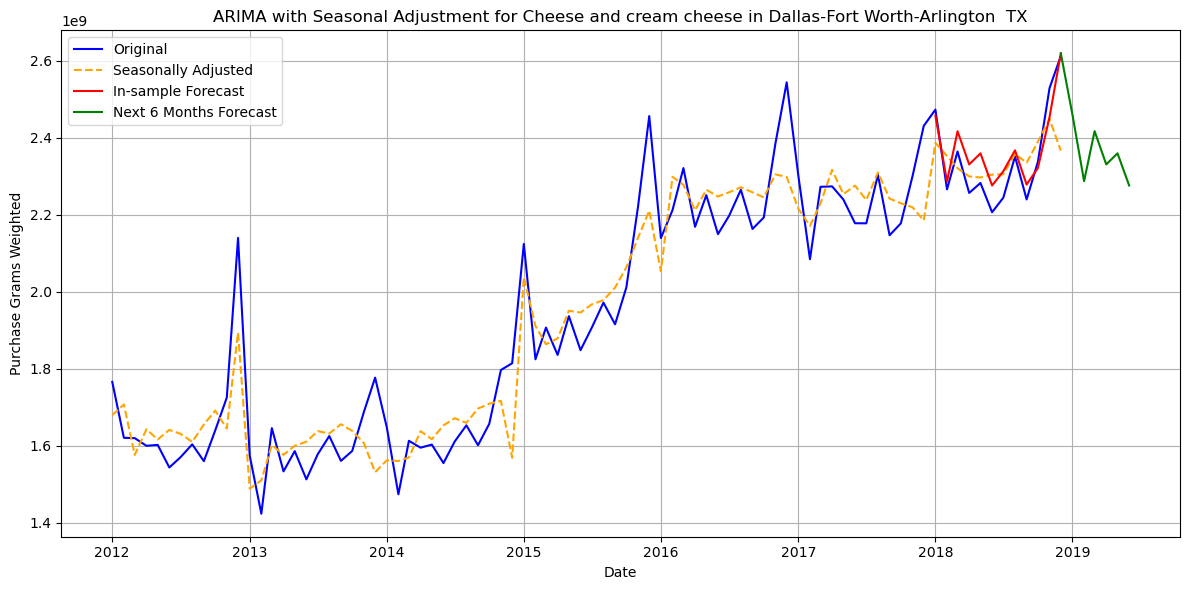 ARIMA with Seasonal Adjustment for Cheese and cream cheese in Dallas-Fort Worth-Arlington  TX
1e9
Original
Seasonally Adjusted
In-sample Forecast
Next 6 Months Forecast
Purchase Grams Weighted
2.6
2.4
2.2
2.0
1.8
1.6
1.4
2012 2013 2014 2015 2016 2017 2018 2019
Date